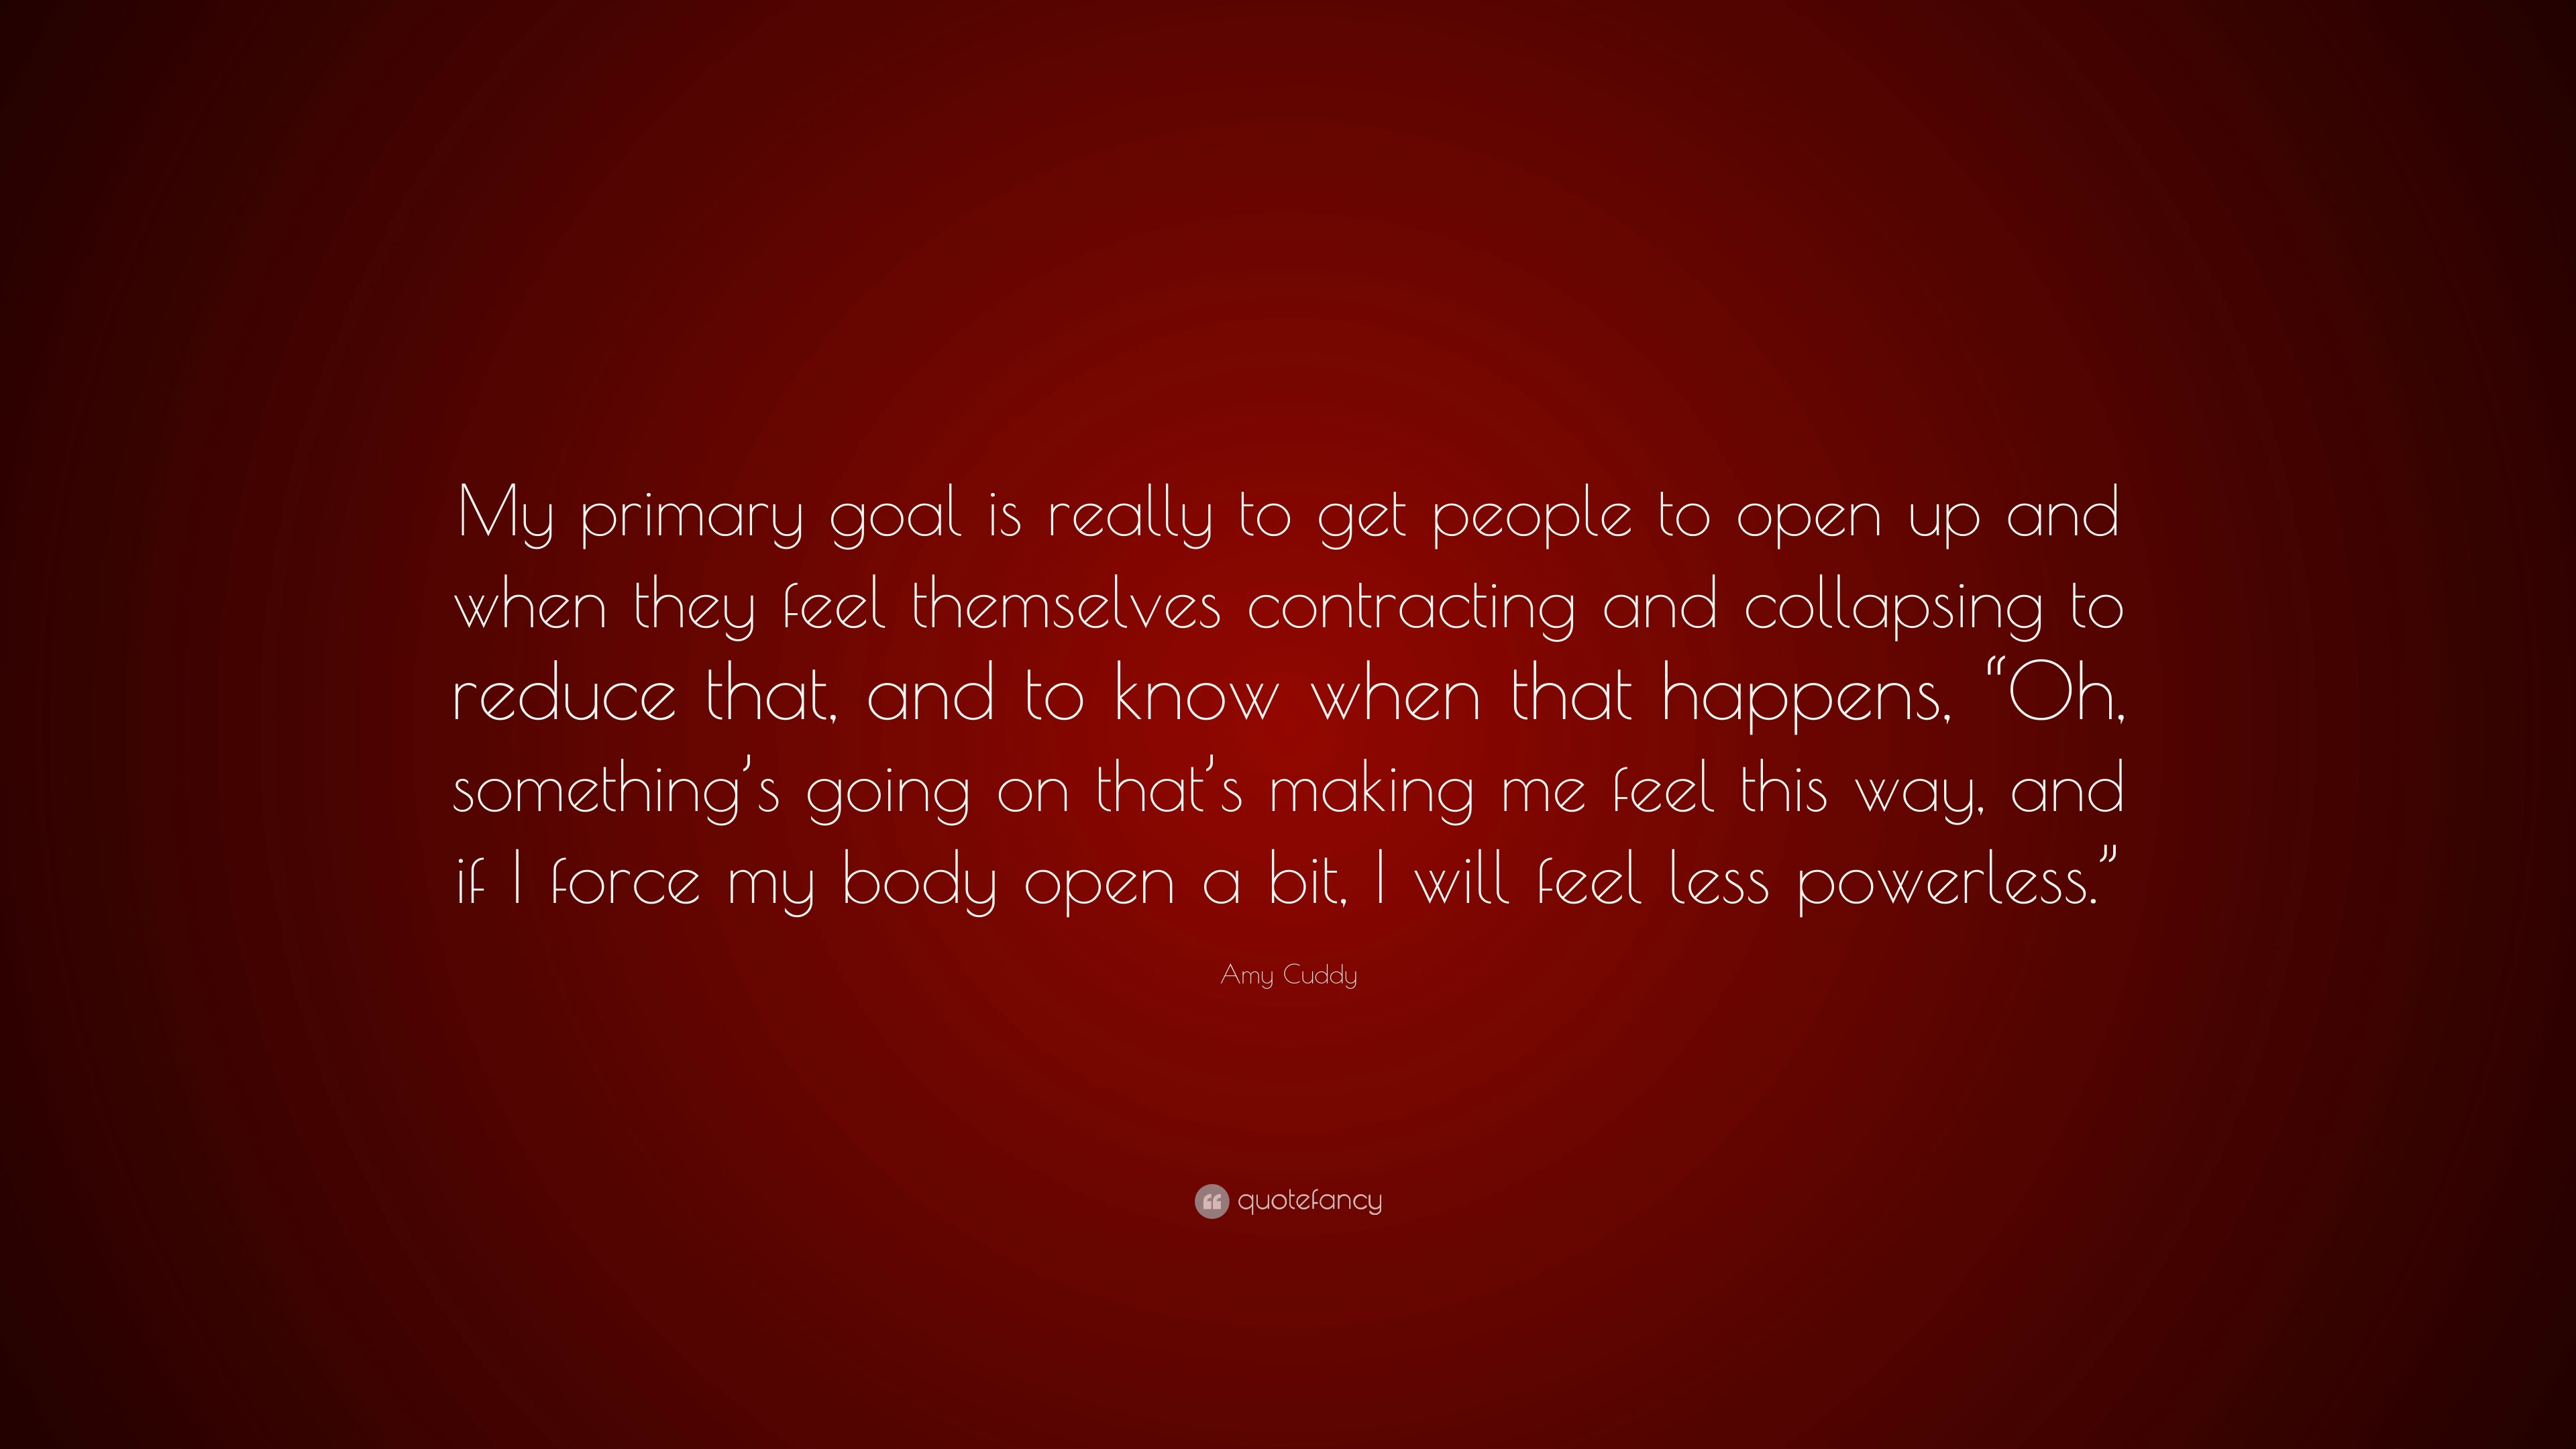 My primary goal is really to get people to open up and
when they feel themselves contracting and collapsing to
reduce that, and to know when that happens, “Oh,
something’s going on that’s making me feel this way, and
if I force my body open a bit, I will feel less powerless.”
Amy Cuddy
quotefancy